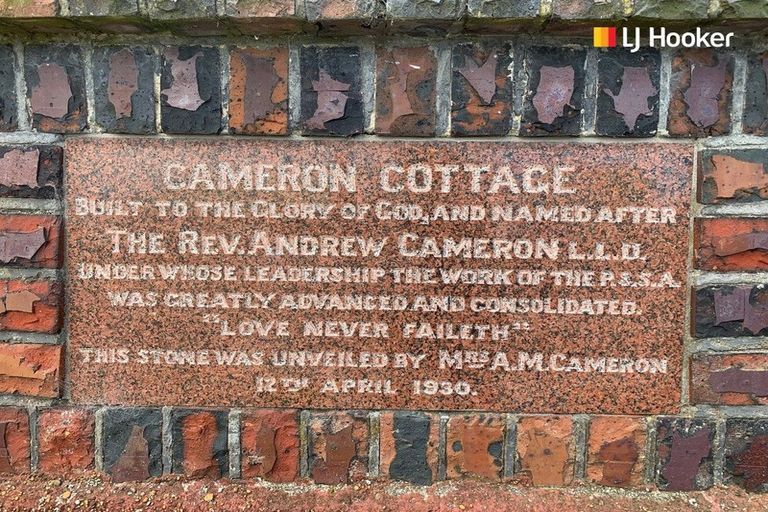 LJ Hooker
CAMERON COTTAGE
BUILT TO THE GLORY OF GOD, AND NAMED AFTER
THE REV. ANDREW CAMERON L.L.D.
UNDER WHOSE LEADERSHIP THE WORK OF THE P.& S.A.
WAS GREATLY ADVANCED AND CONSOLIDATED.
"LOVE NEVER FAILETH"
THIS STONE WAS UNVEILED BY MRS A.M. CAMERON
12TH APRIL 1930.